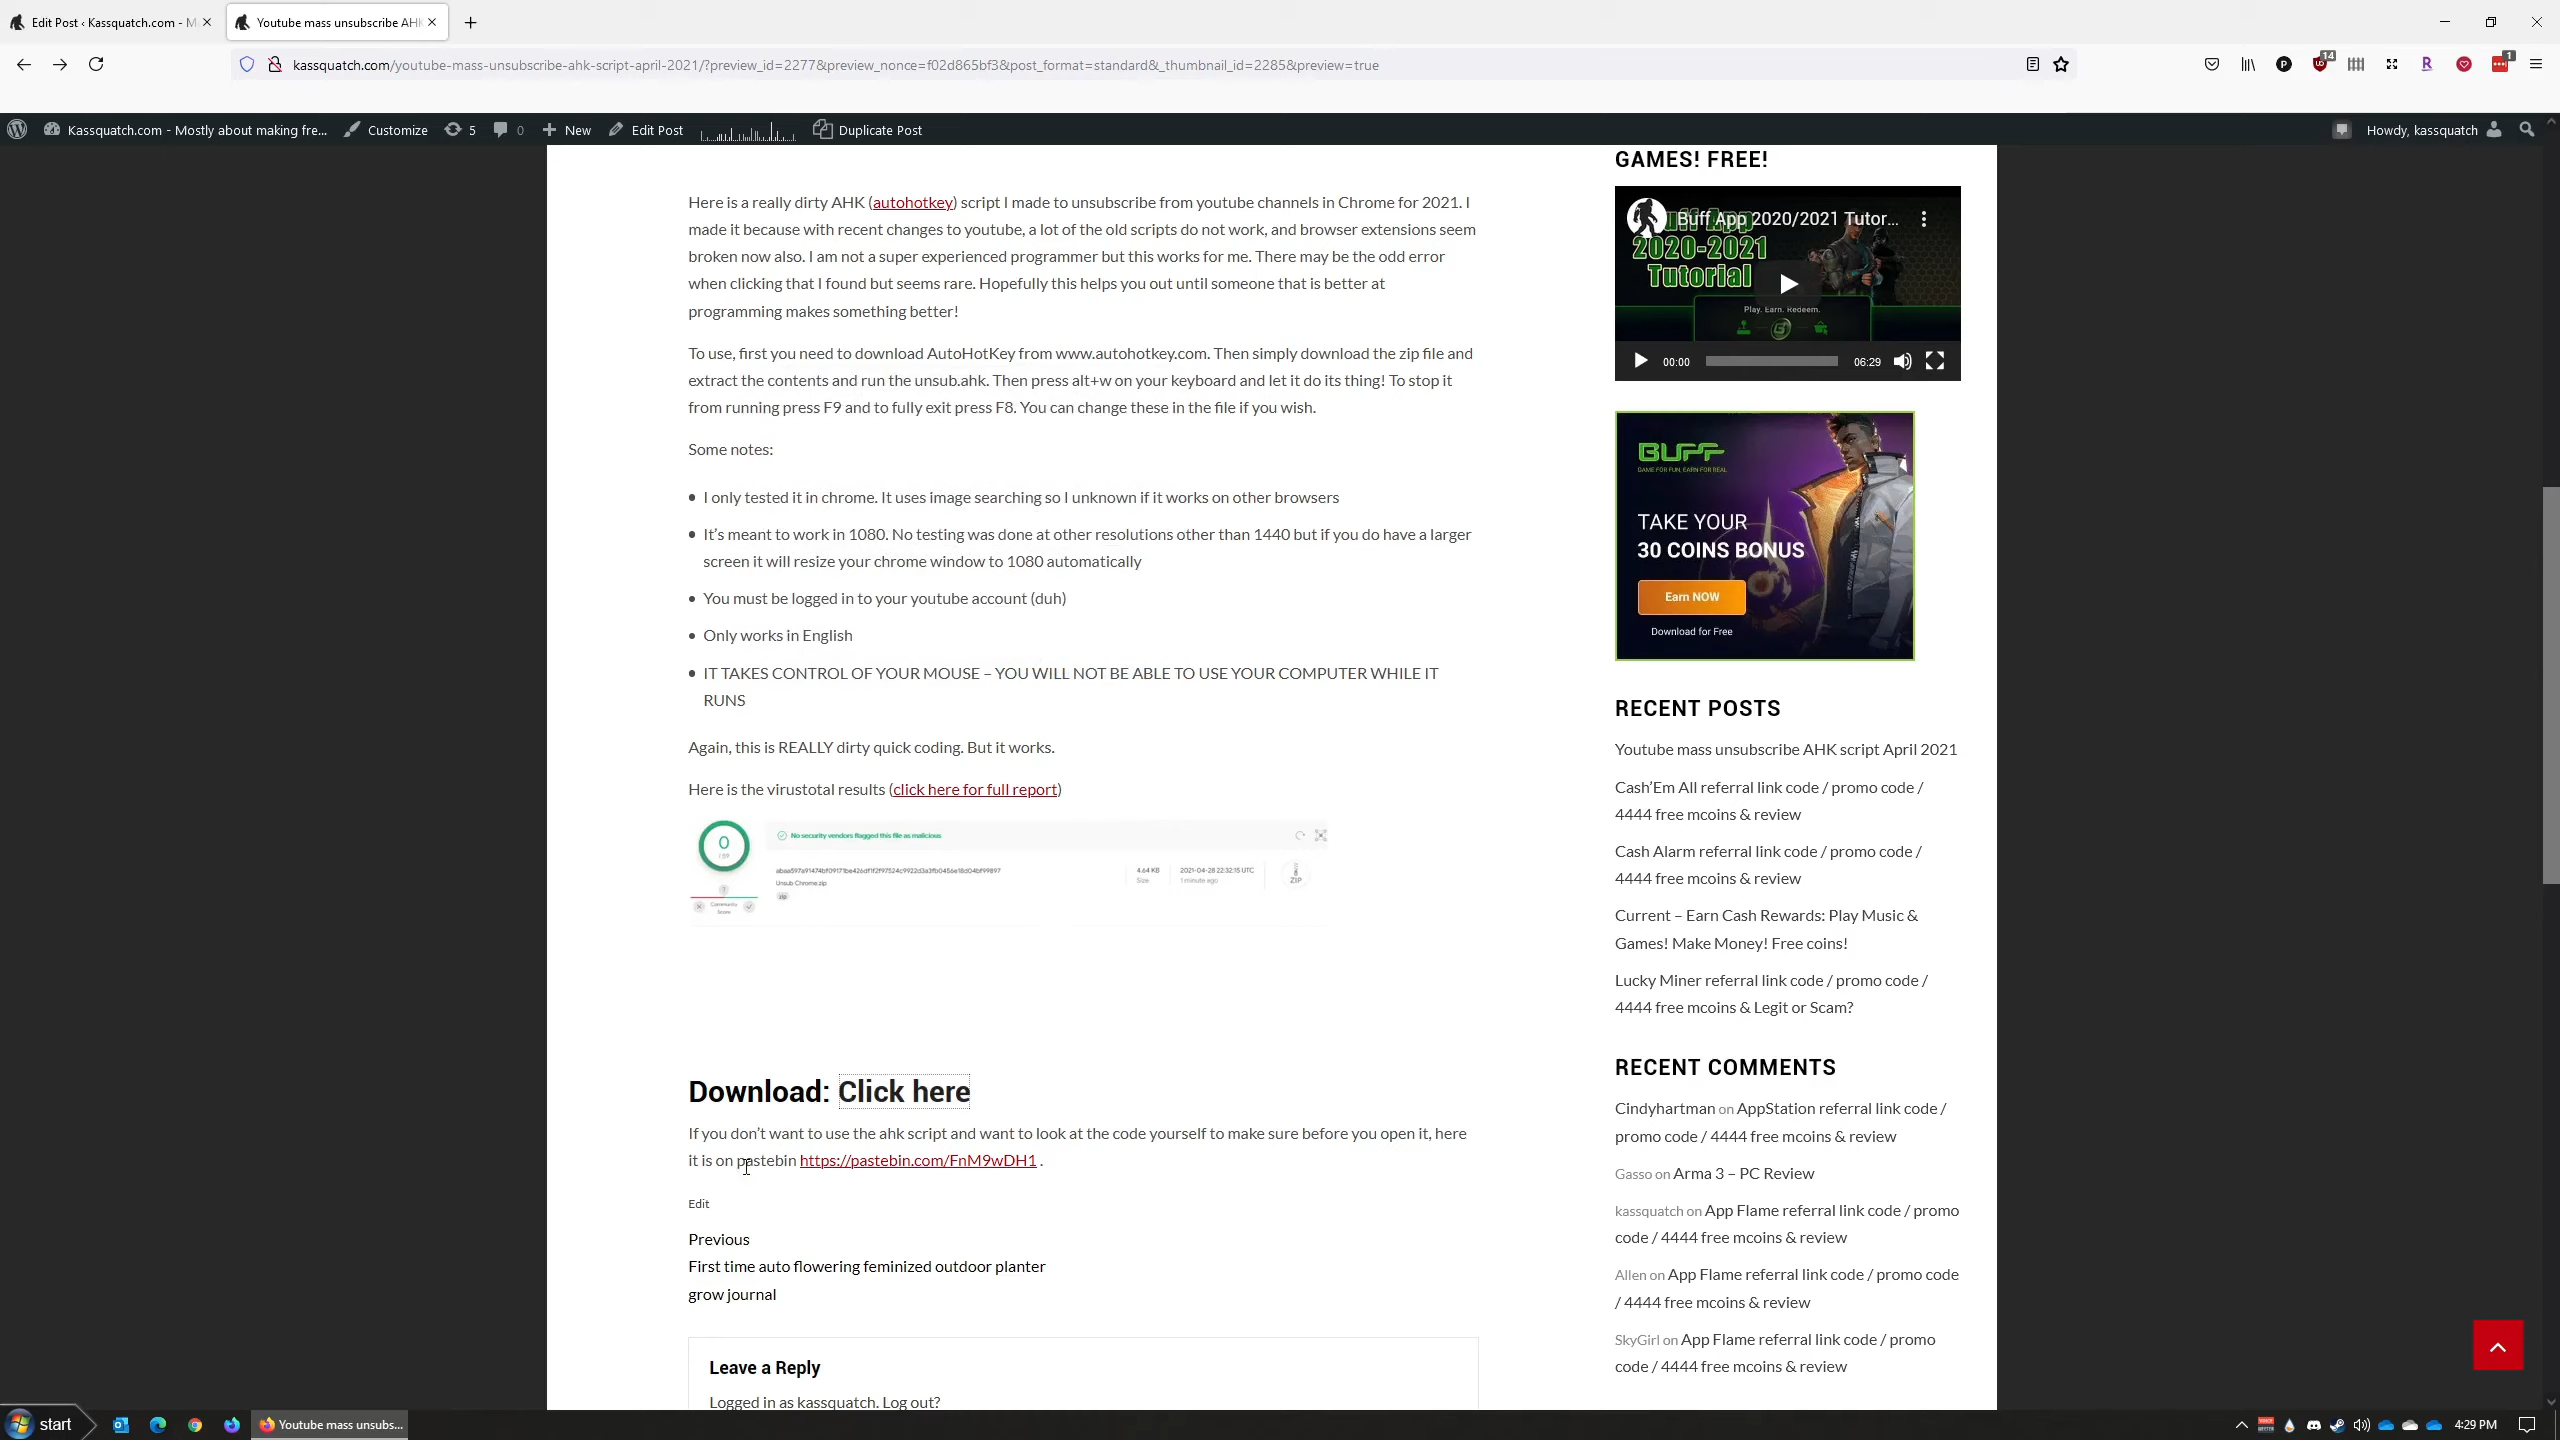 Edit Post ‹ Kassquatch.com - M
Youtube mass unsubscribe AHK
kassquatch.com/youtube-mass-unsubscribe-ahk-script-april-2021/?preview_id=2277&preview_nonce=f02d865bf3&post_format=standard&_thumbnail_id=2285&preview=true
14
1
Kassquatch.com - Mostly about making fre...
Customize
5
0
New
Edit Post
Duplicate Post
Howdy, kassquatch
Here is a really dirty AHK (autohotkey) script I made to unsubscribe from youtube channels in Chrome for 2021. I
made it because with recent changes to youtube, a lot of the old scripts do not work, and browser extensions seem
broken now also. I am not a super experienced programmer but this works for me. There may be the odd error
when clicking that I found but seems rare. Hopefully this helps you out until someone that is better at
programming makes something better!
To use, first you need to download AutoHotKey from www.autohotkey.com. Then simply download the zip file and
extract the contents and run the unsub.ahk. Then press alt+w on your keyboard and let it do its thing! To stop it
from running press F9 and to fully exit press F8. You can change these in the file if you wish.
Some notes:
I only tested it in chrome. It uses image searching so I unknown if it works on other browsers
It's meant to work in 1080. No testing was done at other resolutions other than 1440 but if you do have a larger
screen it will resize your chrome window to 1080 automatically
You must be logged in to your youtube account (duh)
Only works in English
IT TAKES CONTROL OF YOUR MOUSE – YOU WILL NOT BE ABLE TO USE YOUR COMPUTER WHILE IT
RUNS
Again, this is REALLY dirty quick coding. But it works.
Here is the virustotal results (click here for full report)
0
/ 59
Community
Score
No security vendors flagged this file as malicious
Unsub Chrome.zip
zip
4.64 KB
Size
2021-04-28 22:32:15 UTC
1 minute ago
ZIP
Download: Click here
If you don't want to use the ahk script and want to look at the code yourself to make sure before you open it, here
it is on pastebin https://pastebin.com/FnM9wDH1 .
Edit
Previous
First time auto flowering feminized outdoor planter
grow journal
Leave a Reply
Logged in as kassquatch. Log out?
GAMES! FREE!
Buff App 2020/2021 Tutor...
Buff App
2020-2021
Tutorial
Play. Earn. Redeem.
00:00
06:29
BUFF
GAME FOR FUN, EARN FOR REAL
TAKE YOUR
30 COINS BONUS
Earn NOW
Download for Free
RECENT POSTS
Youtube mass unsubscribe AHK script April 2021
Cash'Em All referral link code / promo code /
4444 free mcoins & review
Cash Alarm referral link code / promo code /
4444 free mcoins & review
Current – Earn Cash Rewards: Play Music &
Games! Make Money! Free coins!
Lucky Miner referral link code / promo code /
4444 free mcoins & Legit or Scam?
RECENT COMMENTS
Cindyhartman on AppStation referral link code /
promo code / 4444 free mcoins & review
Gasso on Arma 3 – PC Review
kassquatch on App Flame referral link code / promo
code / 4444 free mcoins & review
Allen on App Flame referral link code / promo code
/ 4444 free mcoins & review
SkyGirl on App Flame referral link code / promo
code / 4444 free mcoins & review
start
Youtube mass unsubs...
4:29 PM